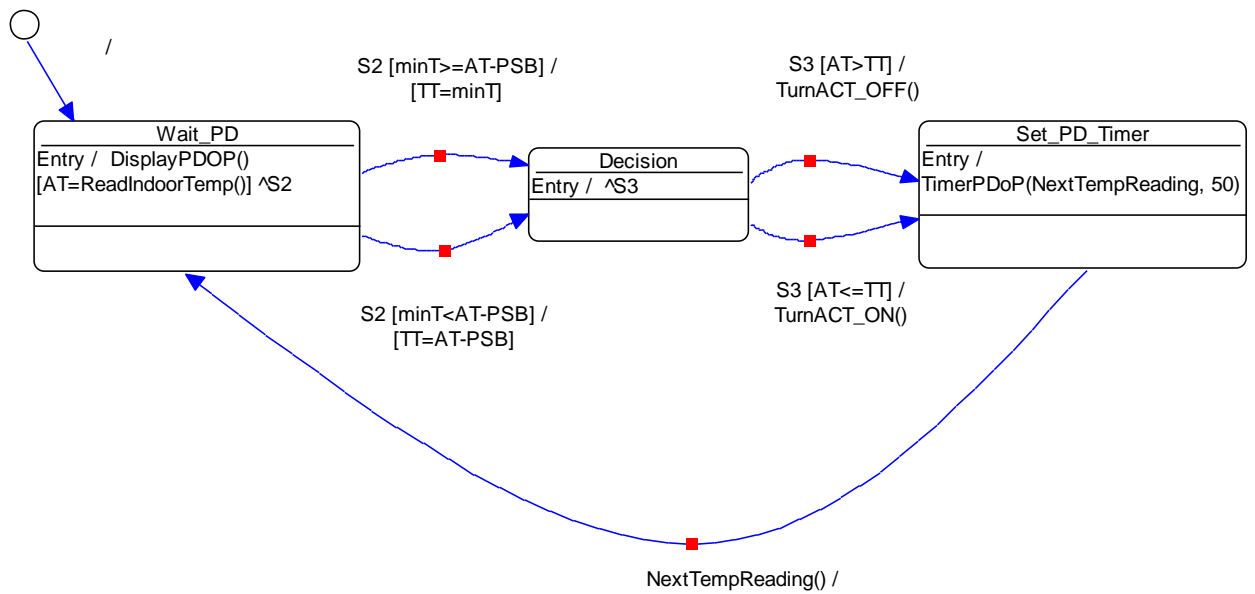 /
S2 [minT>=AT-PSB] /
[TT=minT]
S3 [AT>TT] /
TurnACT_OFF()
Wait_PD
Entry / DisplayPDOP()
[AT=ReadIndoorTemp()] ^S2
Decision
Entry / ^S3
Set_PD_Timer
Entry /
TimerPDoP(NextTempReading, 50)
S2 [minT<AT-PSB] /
[TT=AT-PSB]
S3 [AT<=TT] /
TurnACT_ON()
NextTempReading() /